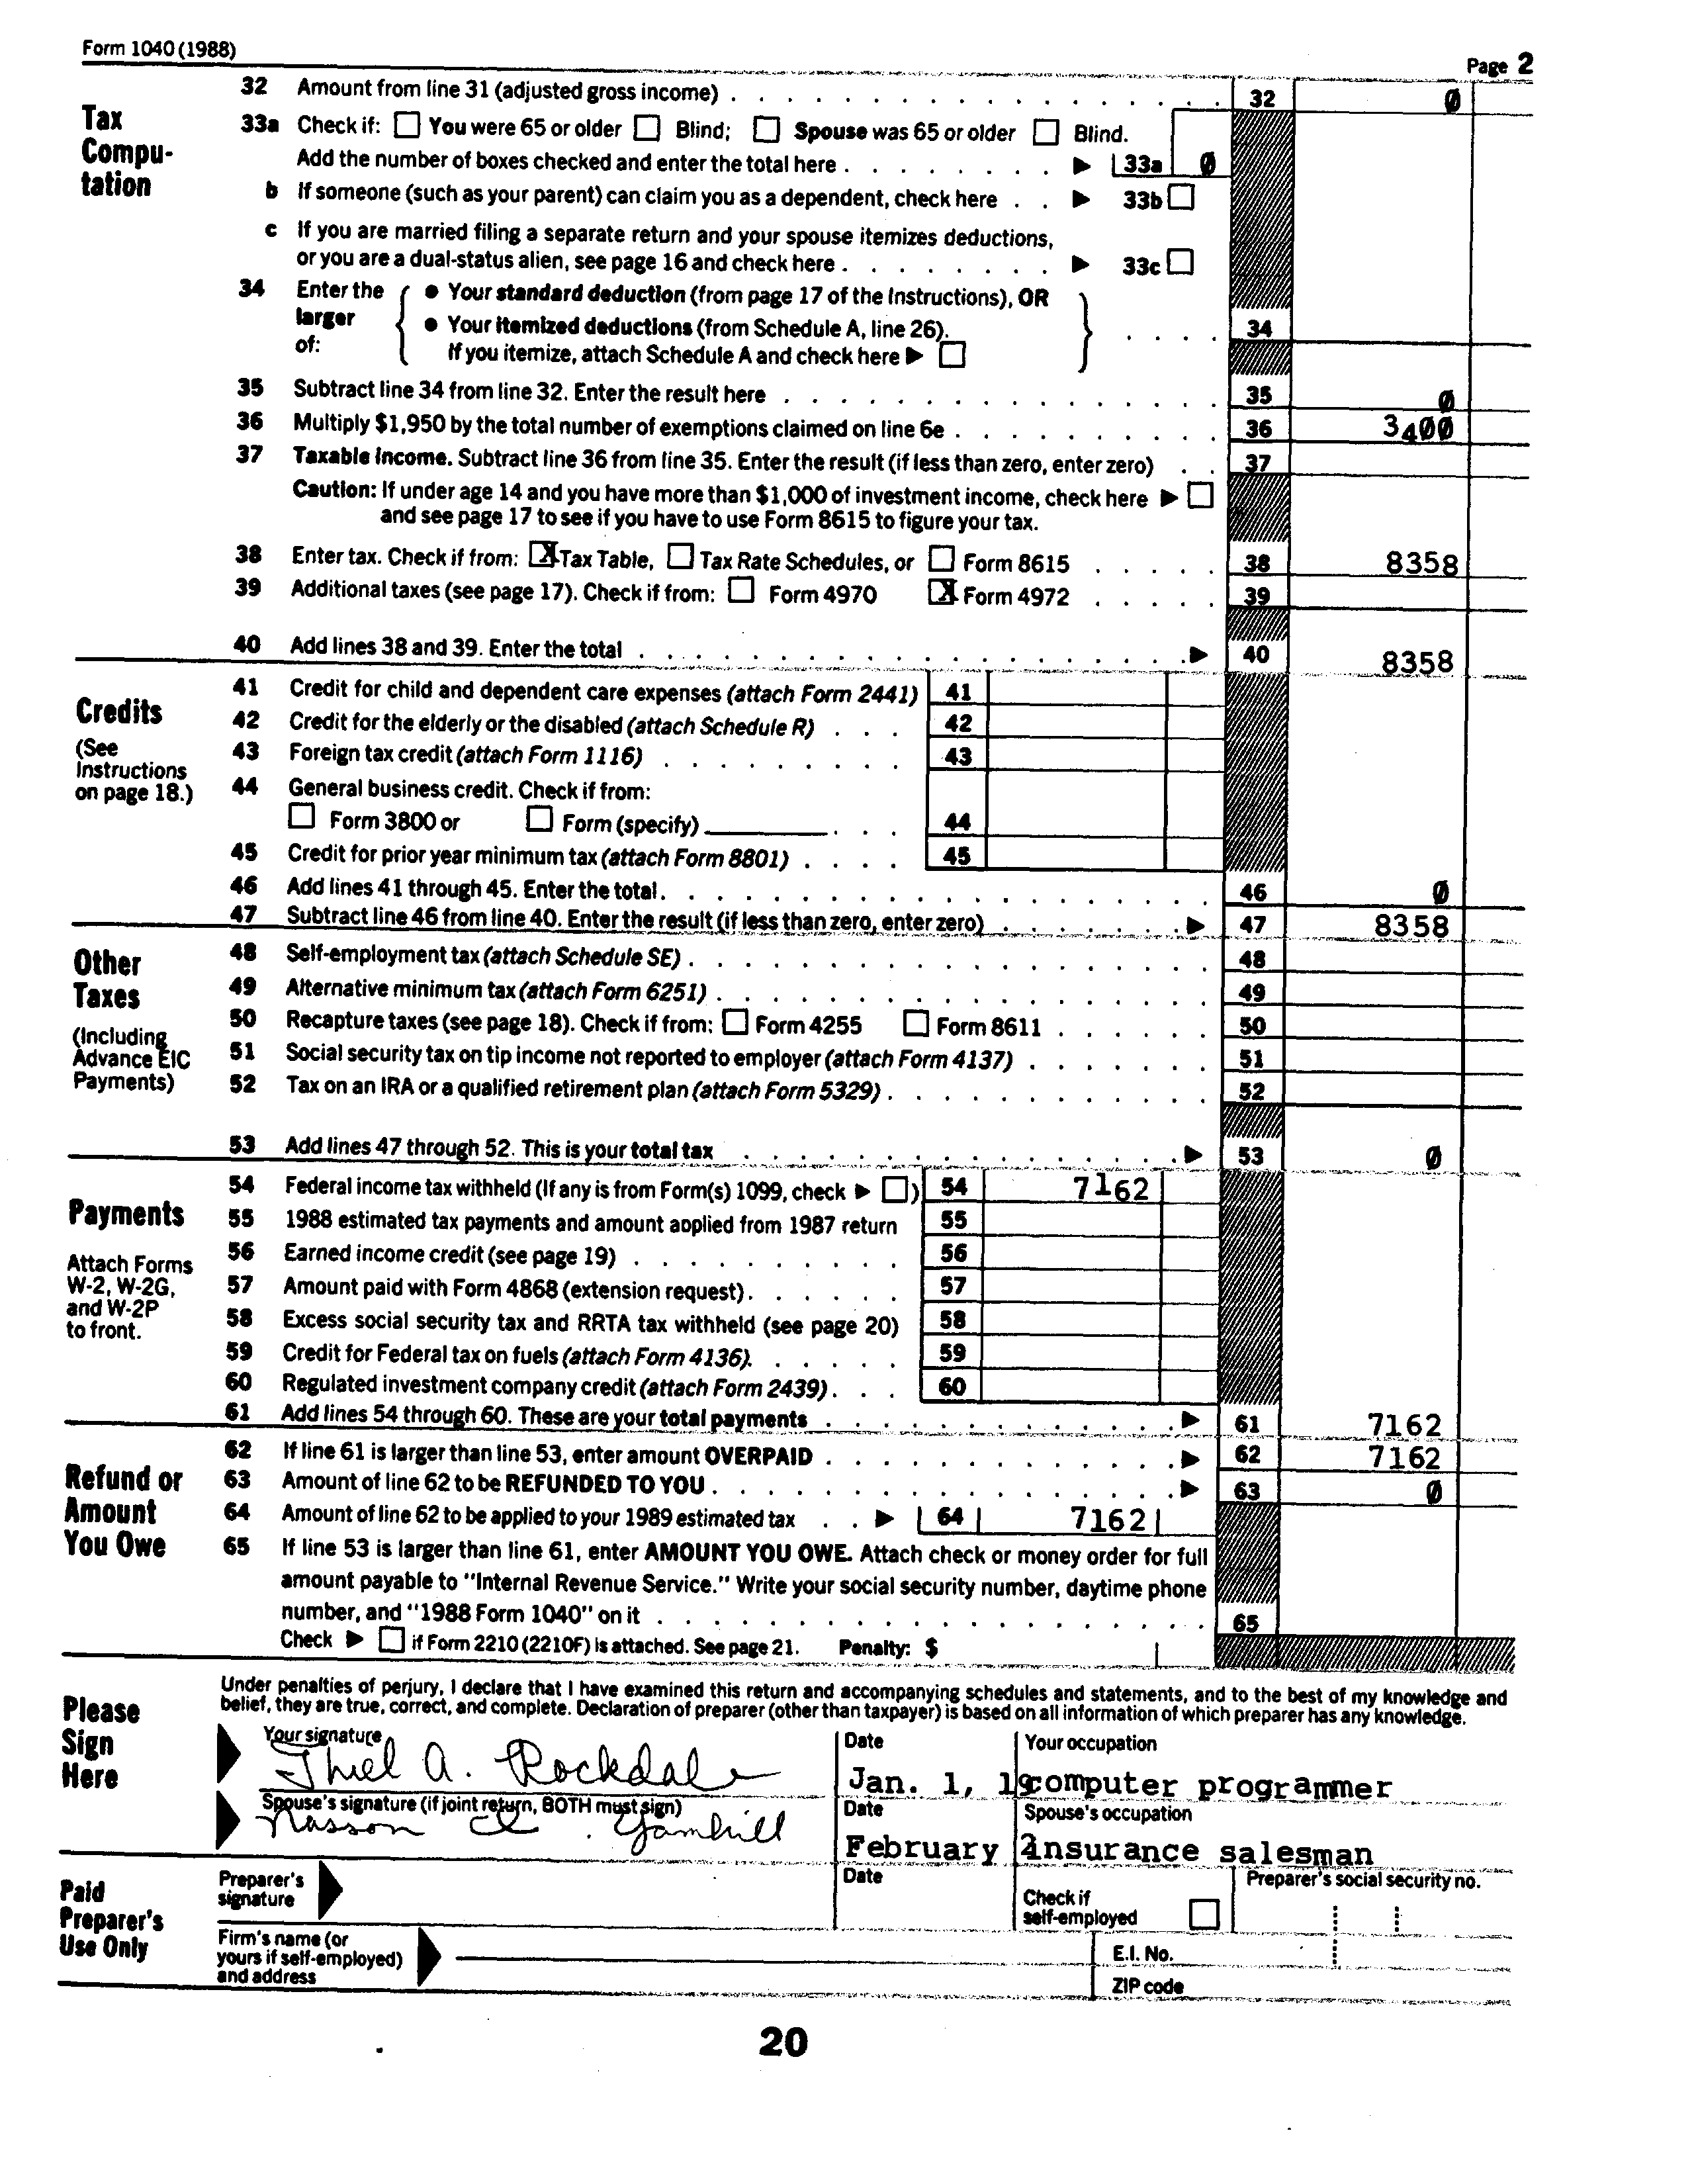 Form 1040 (1988)
Page 2
Tax Compu-tation
32 Amount from line 31 (adjusted gross income) . . . 32 0
33a Check if: You were 65 or older Blind; Spouse was 65 or older Blind.
Add the number of boxes checked and enter the total here . . . ► 33a 0
b If someone (such as your parent) can claim you as a dependent, check here . . ► 33b
c If you are married filing a separate return and your spouse itemizes deductions,
or you are a dual-status alien, see page 16 and check here . . . ► 33c
34 Enter the larger of: • Your standard deduction (from page 17 of the Instructions), OR
• Your itemized deductions (from Schedule A, line 26).
If you itemize, attach Schedule A and check here ► . . . . 34
35 Subtract line 34 from line 32. Enter the result here . . . 35 0
36 Multiply $1,950 by the total number of exemptions claimed on line 6e . . . 36 3400
37 Taxable income. Subtract line 36 from line 35. Enter the result (if less than zero, enter zero) . . 37
Caution: If under age 14 and you have more than $1,000 of investment income, check here ►
and see page 17 to see if you have to use Form 8615 to figure your tax.
38 Enter tax. Check if from: X Tax Table, Tax Rate Schedules, or Form 8615 . . . 38 8358
39 Additional taxes (see page 17). Check if from: Form 4970 X Form 4972 . . . 39
40 Add lines 38 and 39. Enter the total . . . ► 40 8358
Credits
(See Instructions on page 18.)
41 Credit for child and dependent care expenses (attach Form 2441) 41
42 Credit for the elderly or the disabled (attach Schedule R) . . . 42
43 Foreign tax credit (attach Form 1116) . . . 43
44 General business credit. Check if from:
Form 3800 or Form (specify) . . . 44
45 Credit for prior year minimum tax (attach Form 8801) . . . 45
46 Add lines 41 through 45. Enter the total. . . . 46 0
47 Subtract line 46 from line 40. Enter the result (if less than zero, enter zero) . . . ► 47 8358
Other Taxes
(Including Advance EIC Payments)
48 Self-employment tax (attach Schedule SE) . . . 48
49 Alternative minimum tax (attach Form 6251) . . . 49
50 Recapture taxes (see page 18). Check if from: Form 4255 Form 8611 . . . 50
51 Social security tax on tip income not reported to employer (attach Form 4137) . . . 51
52 Tax on an IRA or a qualified retirement plan (attach Form 5329) . . . 52
53 Add lines 47 through 52. This is your total tax . . . ► 53 0
Payments
Attach Forms W-2, W-2G, and W-2P to front.
54 Federal income tax withheld (If any is from Form(s) 1099, check ► ) 54 7162
55 1988 estimated tax payments and amount applied from 1987 return 55
56 Earned income credit (see page 19) . . . 56
57 Amount paid with Form 4868 (extension request) . . . 57
58 Excess social security tax and RRTA tax withheld (see page 20) 58
59 Credit for Federal tax on fuels (attach Form 4136). . . . 59
60 Regulated investment company credit (attach Form 2439) . . . 60
61 Add lines 54 through 60. These are your total payments . . . ► 61 7162
Refund or Amount You Owe
62 If line 61 is larger than line 53, enter amount OVERPAID . . . ► 62 7162
63 Amount of line 62 to be REFUNDED TO YOU . . . ► 63 0
64 Amount of line 62 to be applied to your 1989 estimated tax . . ► 64 7162
65 If line 53 is larger than line 61, enter AMOUNT YOU OWE. Attach check or money order for full
amount payable to "Internal Revenue Service." Write your social security number, daytime phone
number, and "1988 Form 1040" on it . . . 65
Check ► if Form 2210 (2210F) is attached. See page 21. Penalty: $
Please Sign Here
Under penalties of perjury, I declare that I have examined this return and accompanying schedules and statements, and to the best of my knowledge and
belief, they are true, correct, and complete. Declaration of preparer (other than taxpayer) is based on all information of which preparer has any knowledge.
Your signature Date Your occupation
Thiel A. Rockdale Jan. 1, 19 computer programmer
Spouse's signature (if joint return, BOTH must sign) Date Spouse's occupation
Nasson Yamhill February 2 insurance salesman
Paid Preparer's Use Only
Preparer's signature Date Check if self-employed Preparer's social security no.
Firm's name (or yours if self-employed) and address
E.I. No.
ZIP code
20